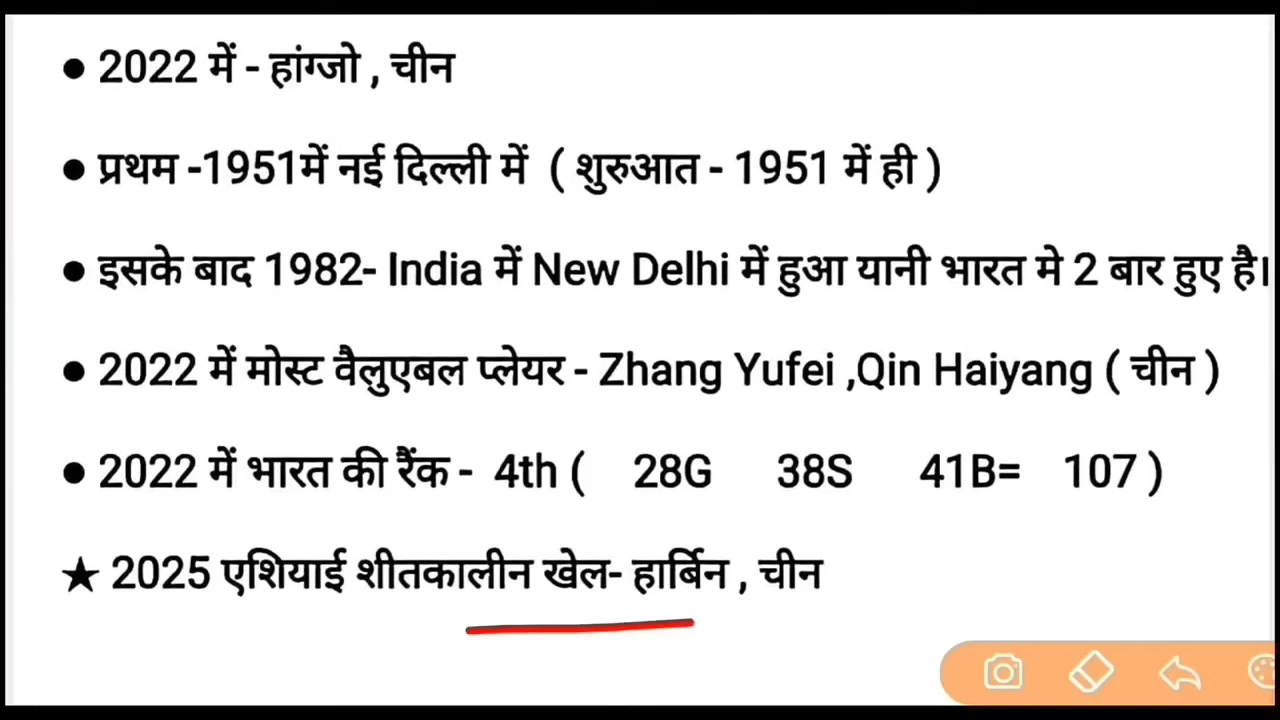 ● 2022 में - हांग्जो , चीन
● प्रथम -1951में नई दिल्ली में ( शुरुआत - 1951 में ही )
● इसके बाद 1982- India में New Delhi में हुआ यानी भारत मे 2 बार हुए है।
● 2022 में मोस्ट वैलुएबल प्लेयर - Zhang Yufei ,Qin Haiyang ( चीन )
● 2022 में भारत की रैंक - 4th ( 28G 38S 41B= 107 )
★ 2025 एशियाई शीतकालीन खेल- हार्बिन , चीन